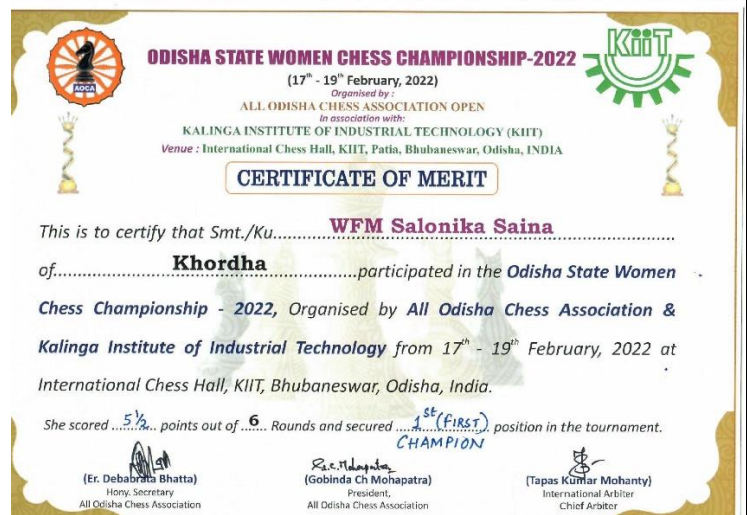 AOCA
KiiT
ODISHA STATE WOMEN CHESS CHAMPIONSHIP-2022
(17th - 19th February, 2022)
Organised by :
ALL ODISHA CHESS ASSOCIATION OPEN
In association with:
KALINGA INSTITUTE OF INDUSTRIAL TECHNOLOGY (KIIT)
Venue : International Chess Hall, KIIT, Patia, Bhubaneswar, Odisha, INDIA
CERTIFICATE OF MERIT
This is to certify that Smt./Ku. WFM Salonika Saina
of Khordha participated in the Odisha State Women
Chess Championship - 2022, Organised by All Odisha Chess Association &
Kalinga Institute of Industrial Technology from 17th - 19th February, 2022 at
International Chess Hall, KIIT, Bhubaneswar, Odisha, India.
She scored 5½ points out of 6 Rounds and secured 1st (FIRST) position in the tournament.
CHAMPION
G.C. Mohapatra
(Er. Debabrata Bhatta) (Gobinda Ch Mohapatra) (Tapas Kumar Mohanty)
Hony. Secretary President, International Arbiter
All Odisha Chess Association All Odisha Chess Association Chief Arbiter